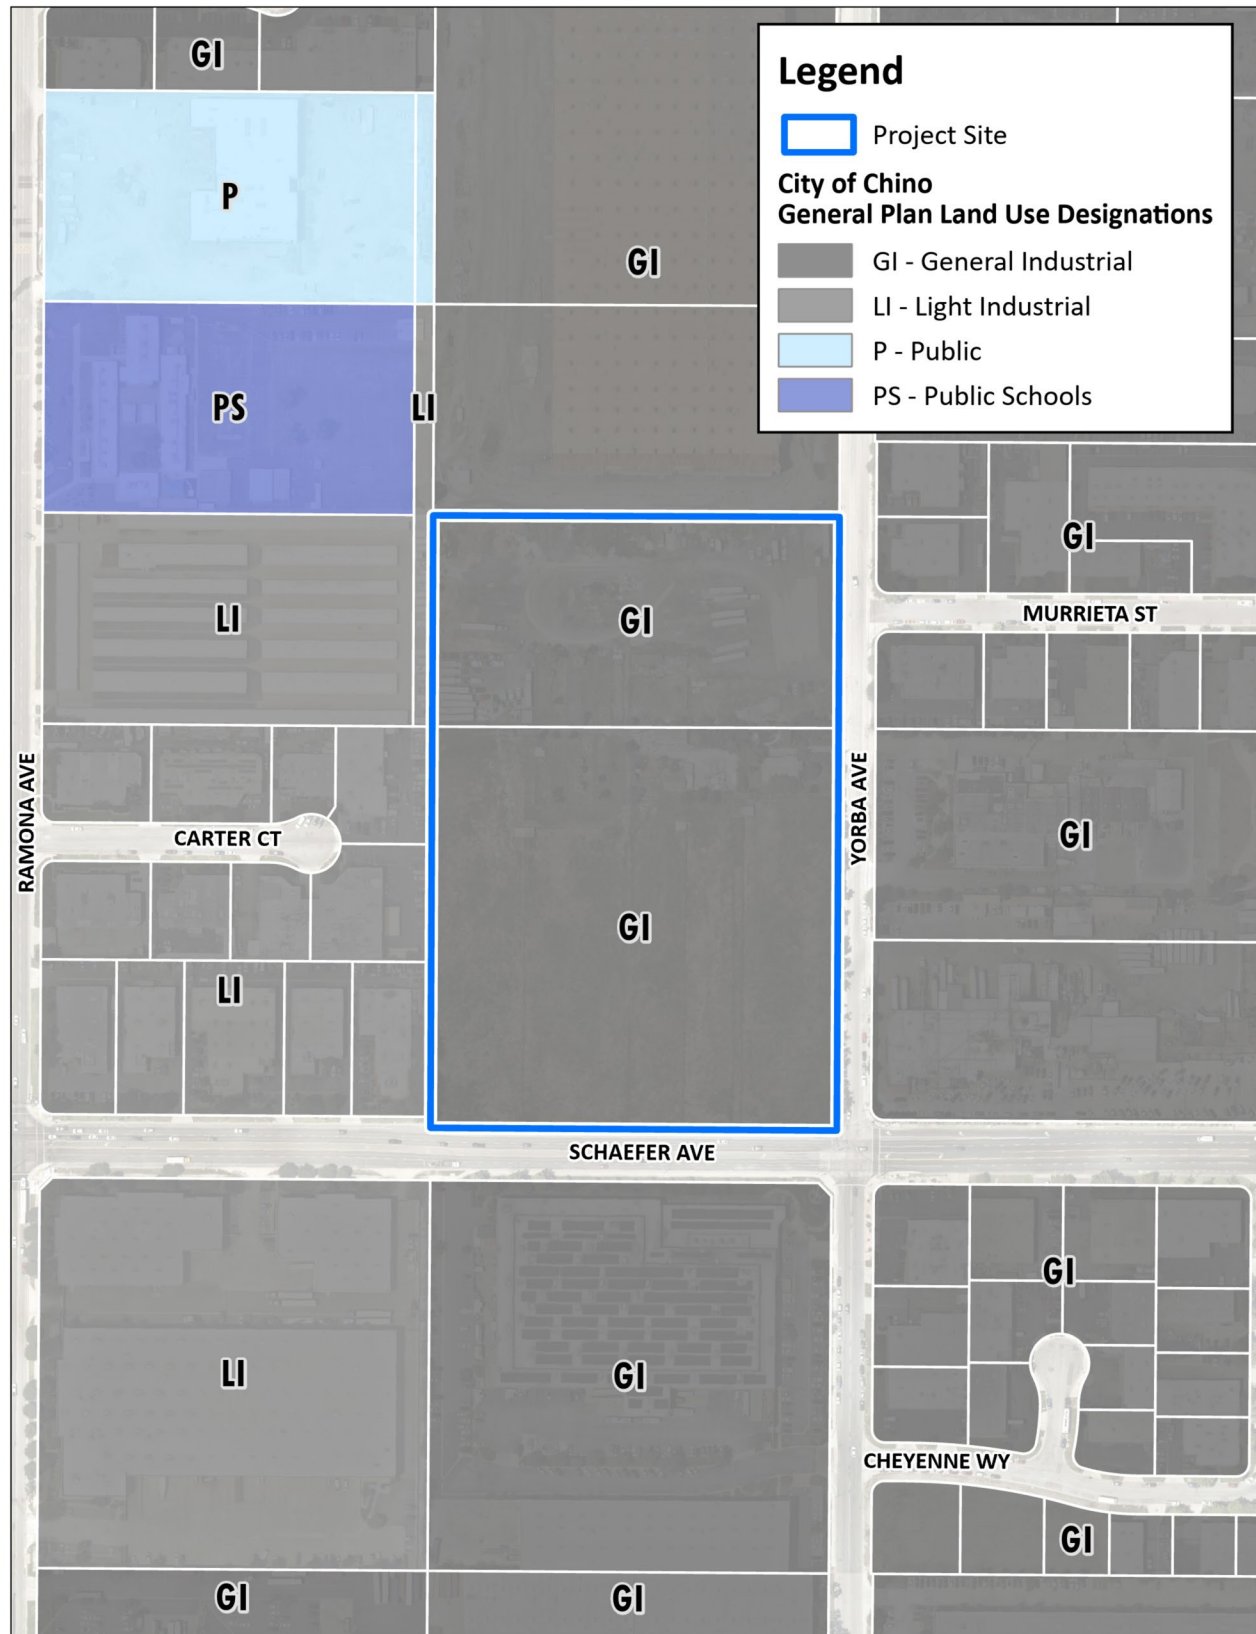 GI
Legend
Project Site
City of Chino
General Plan Land Use Designations
GI - General Industrial
LI - Light Industrial
P - Public
PS - Public Schools
P
GI
PS
LI
GI
MURRIETA ST
LI
GI
RAMONA AVE
CARTER CT
YORBA AVE
GI
GI
LI
SCHAEFER AVE
GI
LI
GI
CHEYENNE WY
GI
GI
GI